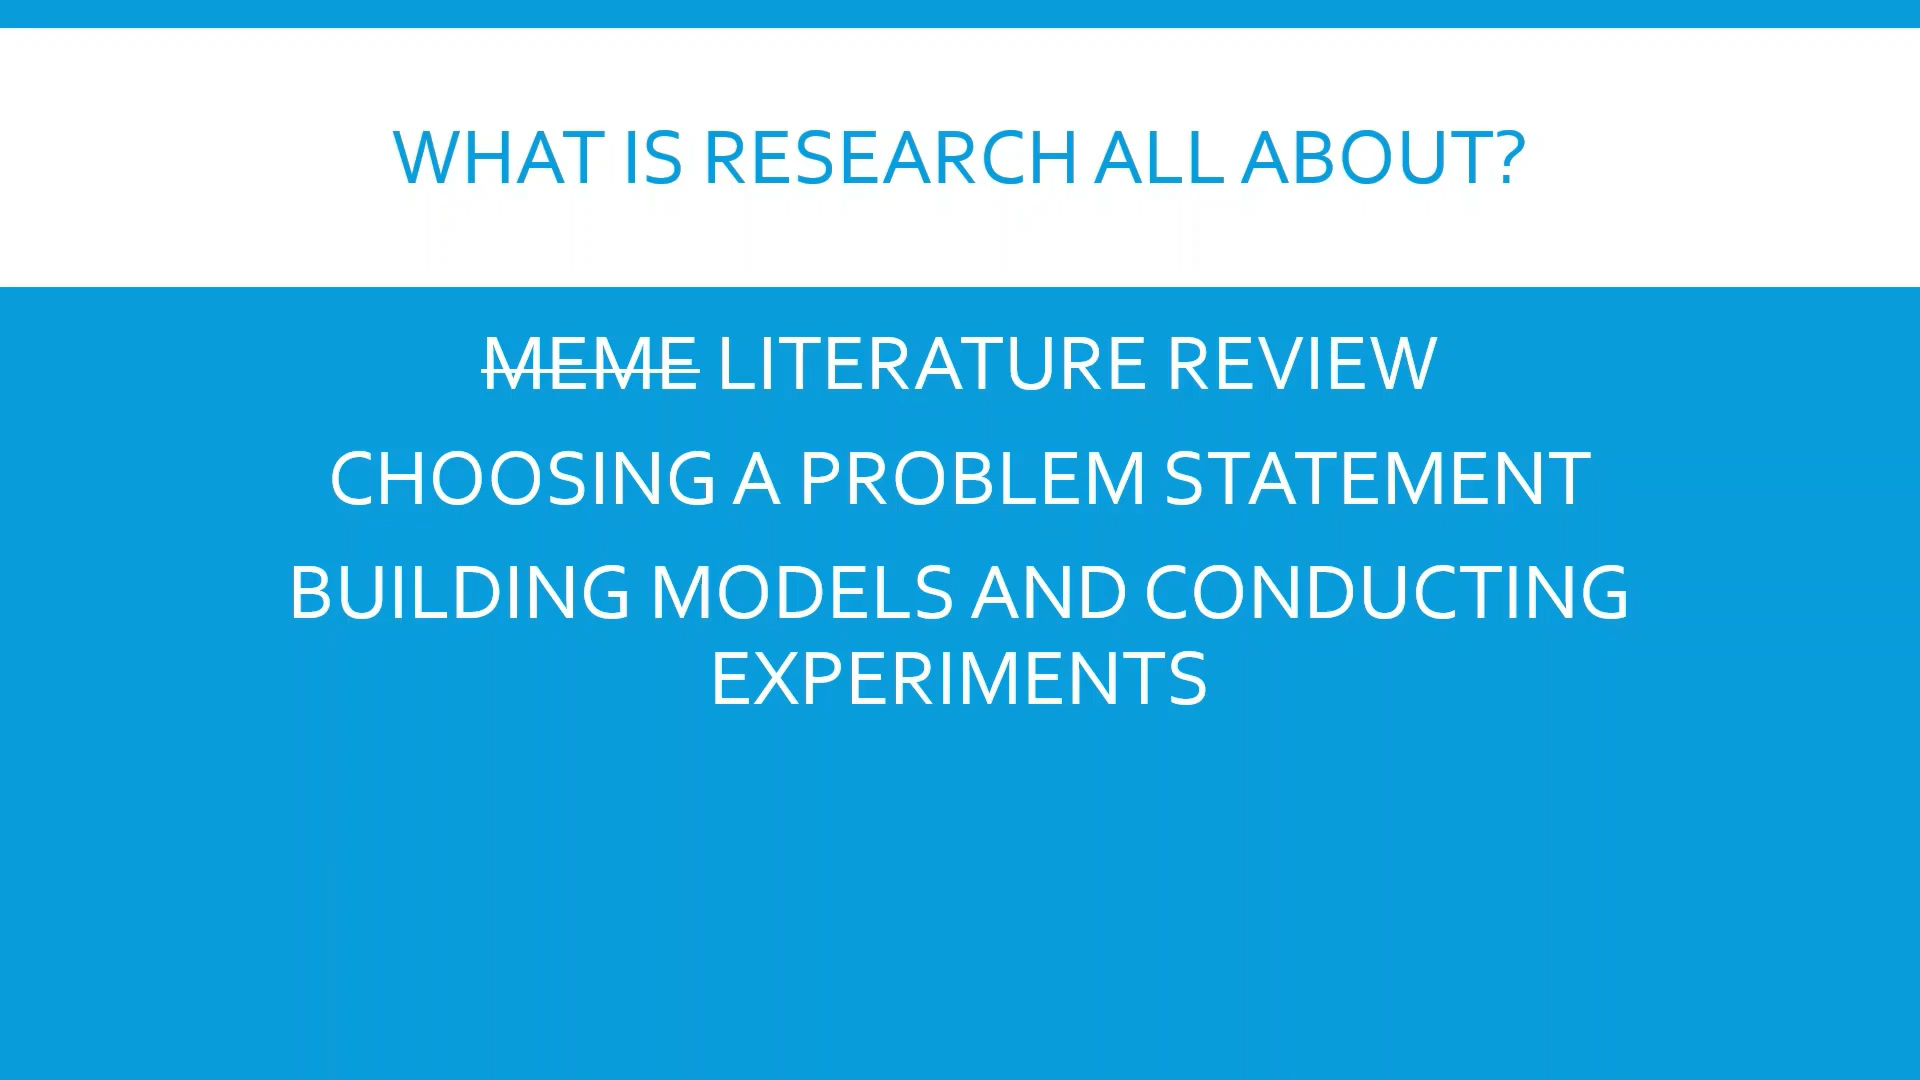 WHAT IS RESEARCH ALL ABOUT?
MEME LITERATURE REVIEW
CHOOSING A PROBLEM STATEMENT
BUILDING MODELS AND CONDUCTING
EXPERIMENTS